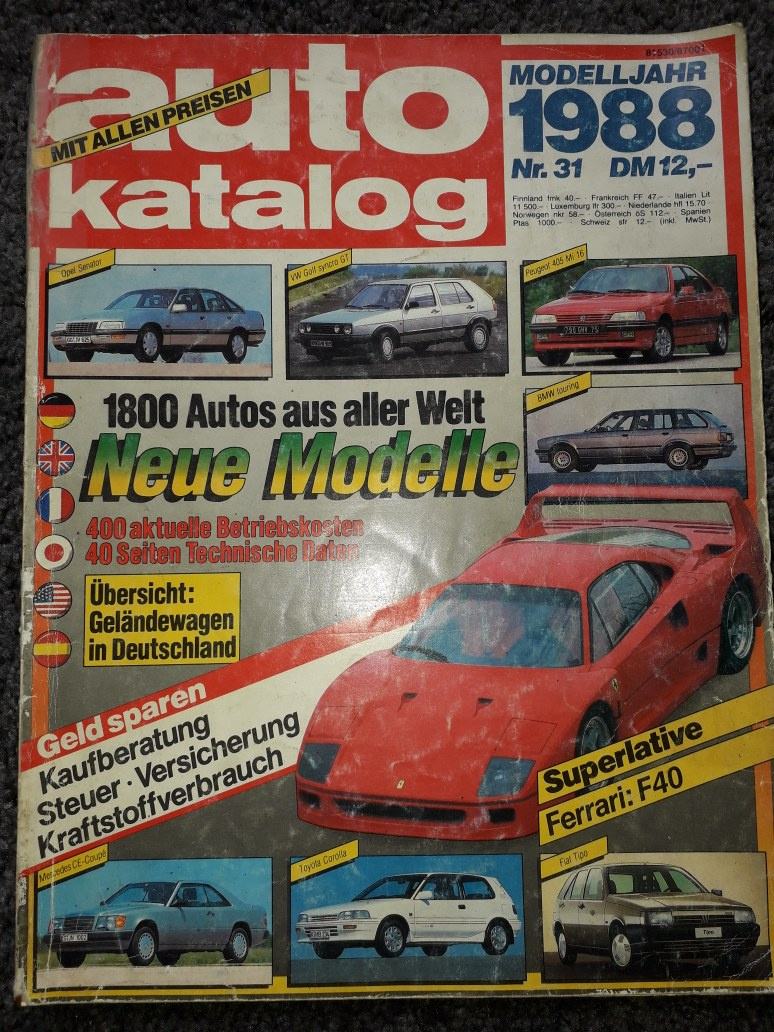 auto
MIT ALLEN PREISEN
katalog
MODELLJAHR
1988
Nr. 31 DM 12,–
Finnland fmk 40.– · Frankreich FF 47.– · Italien Lit
11 500.– · Luxemburg lfr 300.– · Niederlande hfl 15.70 ·
Norwegen nkr 58.– · Österreich öS 112.– · Spanien
Ptas 1000.– · Schweiz sfr 12.– (inkl. MwSt.)
Opel Senator
VW Golf syncro GT
Peugeot 405 Mi 16
BMW touring
1800 Autos aus aller Welt
Neue Modelle
400 aktuelle Betriebskosten
40 Seiten Technische Daten
Übersicht:
Geländewagen
in Deutschland
Geld sparen
Kaufberatung
Steuer · Versicherung
Kraftstoffverbrauch
Superlative
Ferrari: F40
Mercedes CE-Coupé
Toyota Corolla
Fiat Tipo
Tipo